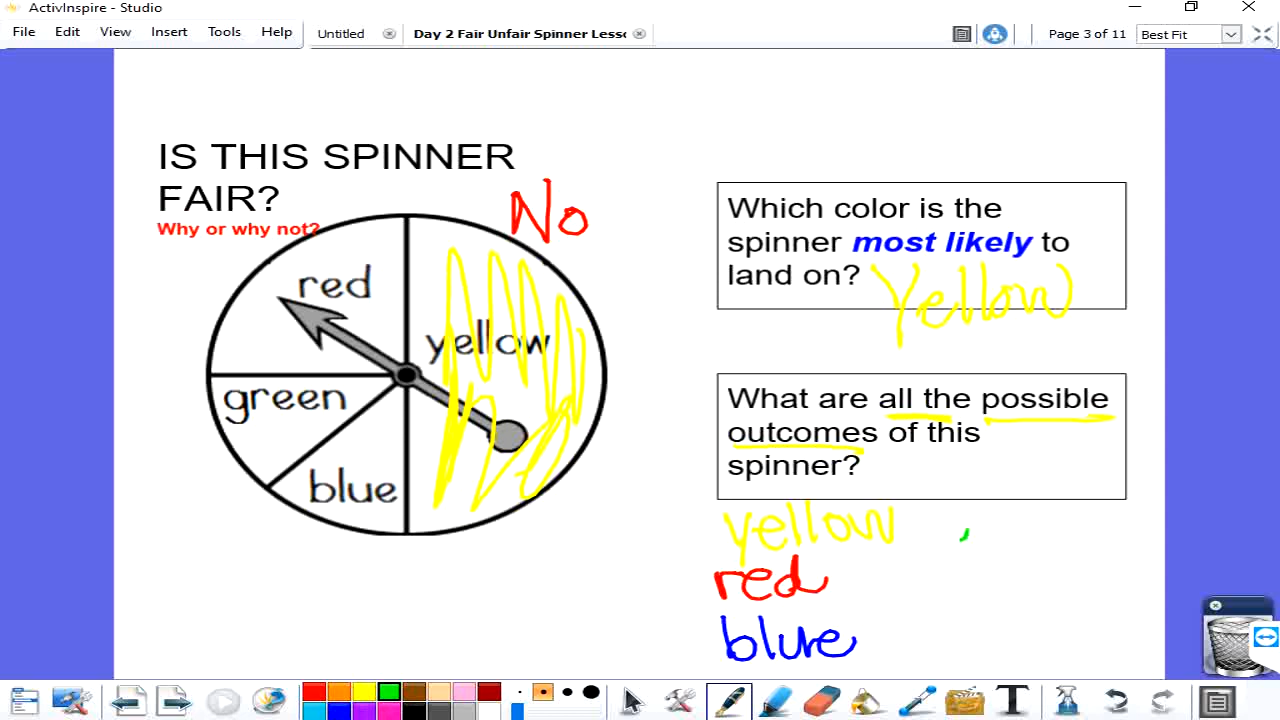 ActivInspire - Studio
File Edit View Insert Tools Help Untitled Day 2 Fair Unfair Spinner Lesso Page 3 of 11 Best Fit
IS THIS SPINNER
FAIR?
Why or why not?
No
red
yellow
green
blue
Which color is the
spinner most likely to
land on?
Yellow
What are all the possible
outcomes of this
spinner?
yellow
red
blue
T